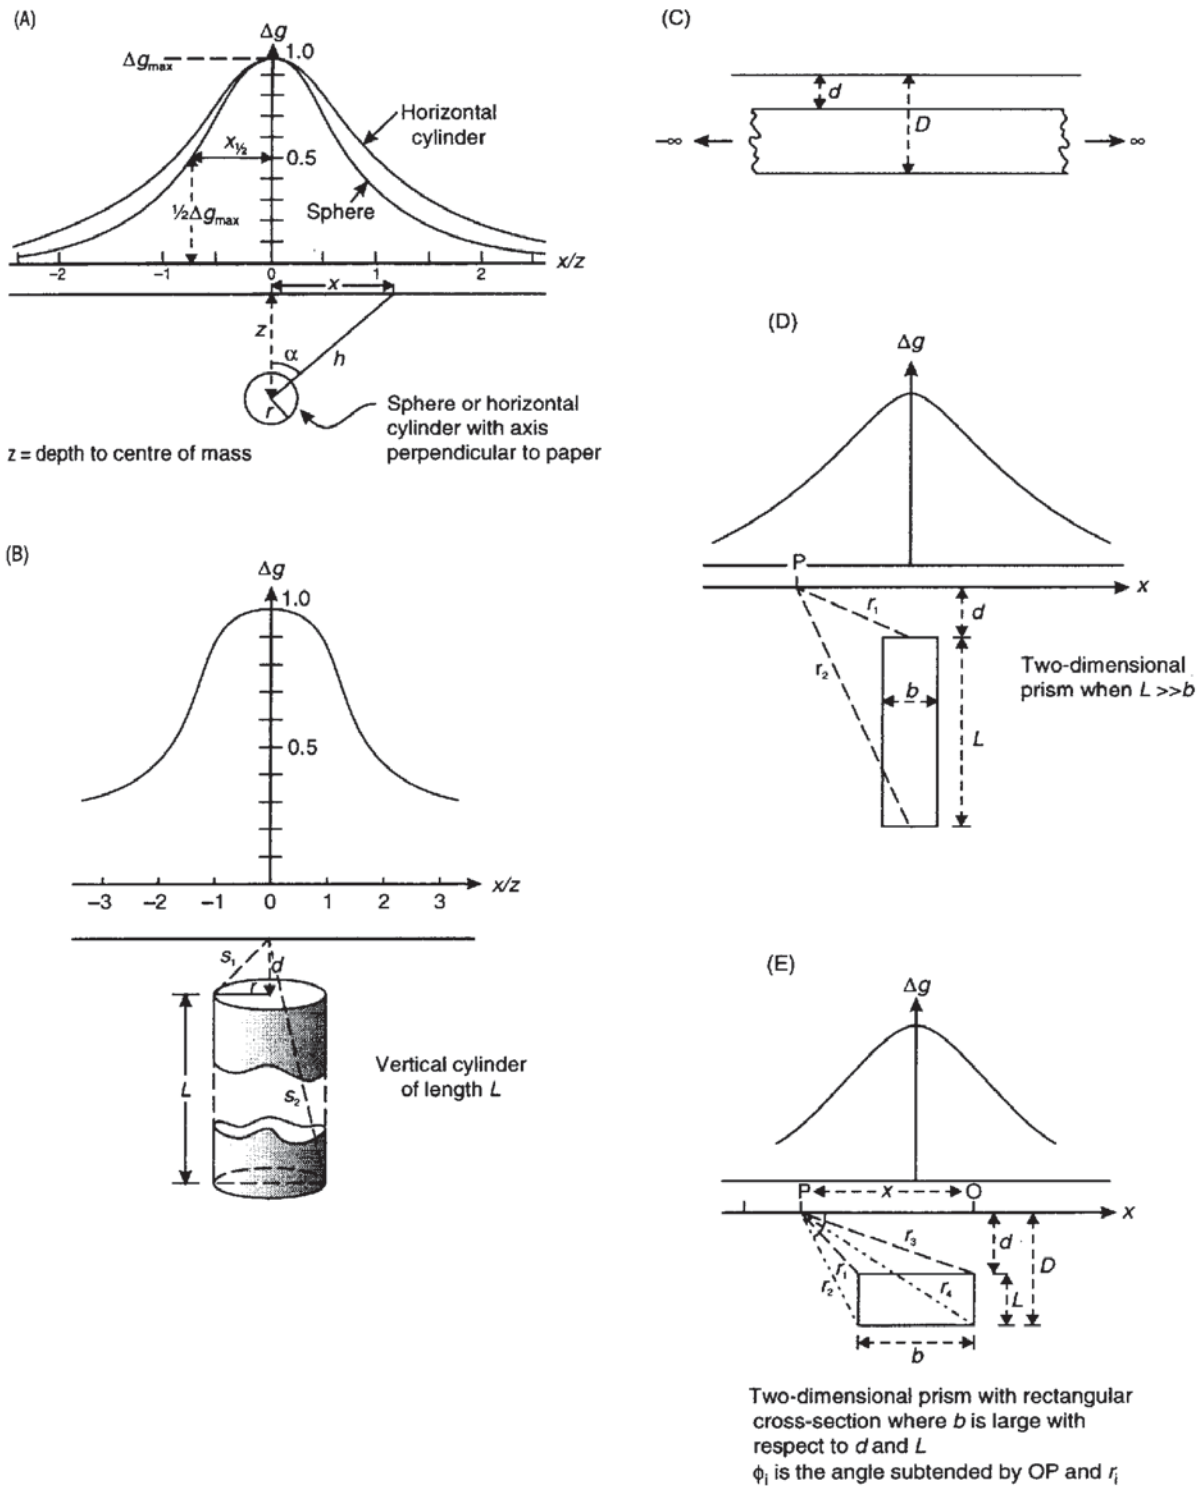 (A)
Δg
1.0
Δgmax
Horizontal
cylinder
x½
0.5
½Δgmax
Sphere
-2
-1
0
1
2
x/z
x
z
α
h
r
Sphere or horizontal
cylinder with axis
perpendicular to paper
z = depth to centre of mass
(B)
Δg
1.0
0.5
-3
-2
-1
0
1
2
3
x/z
s1
d
r
L
s2
Vertical cylinder
of length L
(C)
d
D
-∞
∞
(D)
Δg
P
x
r1
d
r2
b
L
Two-dimensional
prism when L >>b
(E)
Δg
P
x
O
x
r3
d
D
r1
r2
r4
L
b
Two-dimensional prism with rectangular
cross-section where b is large with
respect to d and L
ϕi is the angle subtended by OP and ri